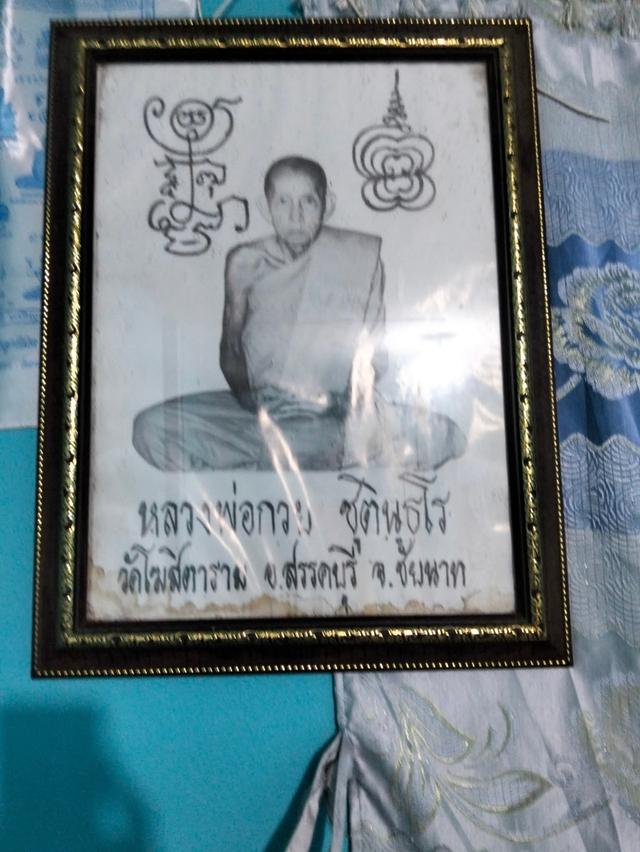 หลวงพ่อกวย ชุตินฺธโร
วัดโฆสิตาราม อ.สรรคบุรี จ.ชัยนาท